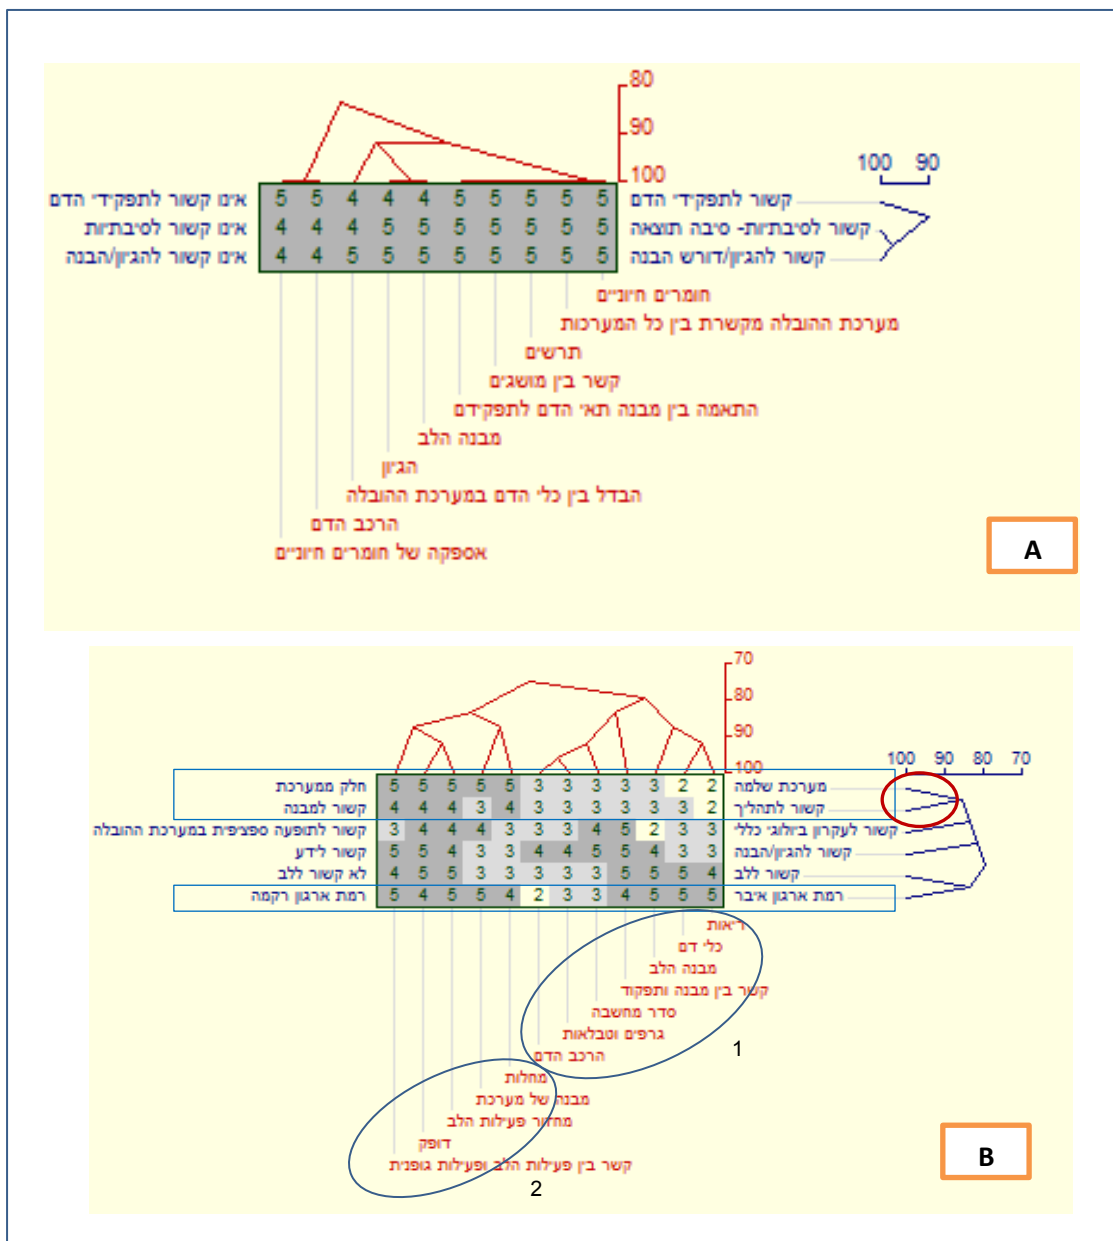 80
90
100
100 90
אינו קשור לתפקידי הדם 5 5 4 4 4 5 5 5 5 5 קשור לתפקידי הדם
אינו קשור לסיבתיות 4 4 4 5 5 5 5 5 5 5 קשור לסיבתיות- סיבה תוצאה
אינו קשור להגיון/הבנה 4 4 5 5 5 5 5 5 5 5 קשור להגיון/דורש הבנה
חומרים חיוניים
מערכת ההובלה מקשרת בין כל המערכות
תרשים
קשר בין מושגים
התאמה בין מבנה תאי הדם לתפקידם
מבנה הלב
הגיון
הבדל בין כלי הדם במערכת ההובלה
הרכב הדם
אספקה של חומרים חיוניים
A
70
80
90
100
100 90 80 70
חלק ממערכת 5 5 5 5 5 3 3 3 3 3 2 2 מערכת שלמה
קשור למבנה 4 4 4 3 4 3 3 3 3 3 3 2 קשור לתהליך
קשור לתופעה ספציפית במערכת ההובלה 3 4 4 4 3 3 3 4 5 2 3 3 קשור לעקרון ביולוגי כללי
קשור לידע 5 5 4 3 3 4 4 5 5 4 3 3 קשור להגיון/הבנה
לא קשור ללב 4 5 5 3 3 3 3 3 5 5 5 4 קשור ללב
רמת ארגון רקמה 5 4 5 5 4 2 3 3 4 5 5 5 רמת ארגון איבר
ריאות
כלי דם
מבנה הלב
קשר בין מבנה ותפקוד
סדר מחשבה
גרפים וטבלאות
הרכב הדם
1
מחלות
מבנה של מערכת
מחזור פעילות הלב
דופק
קשר בין פעילות הלב ופעילות גופנית
2
B